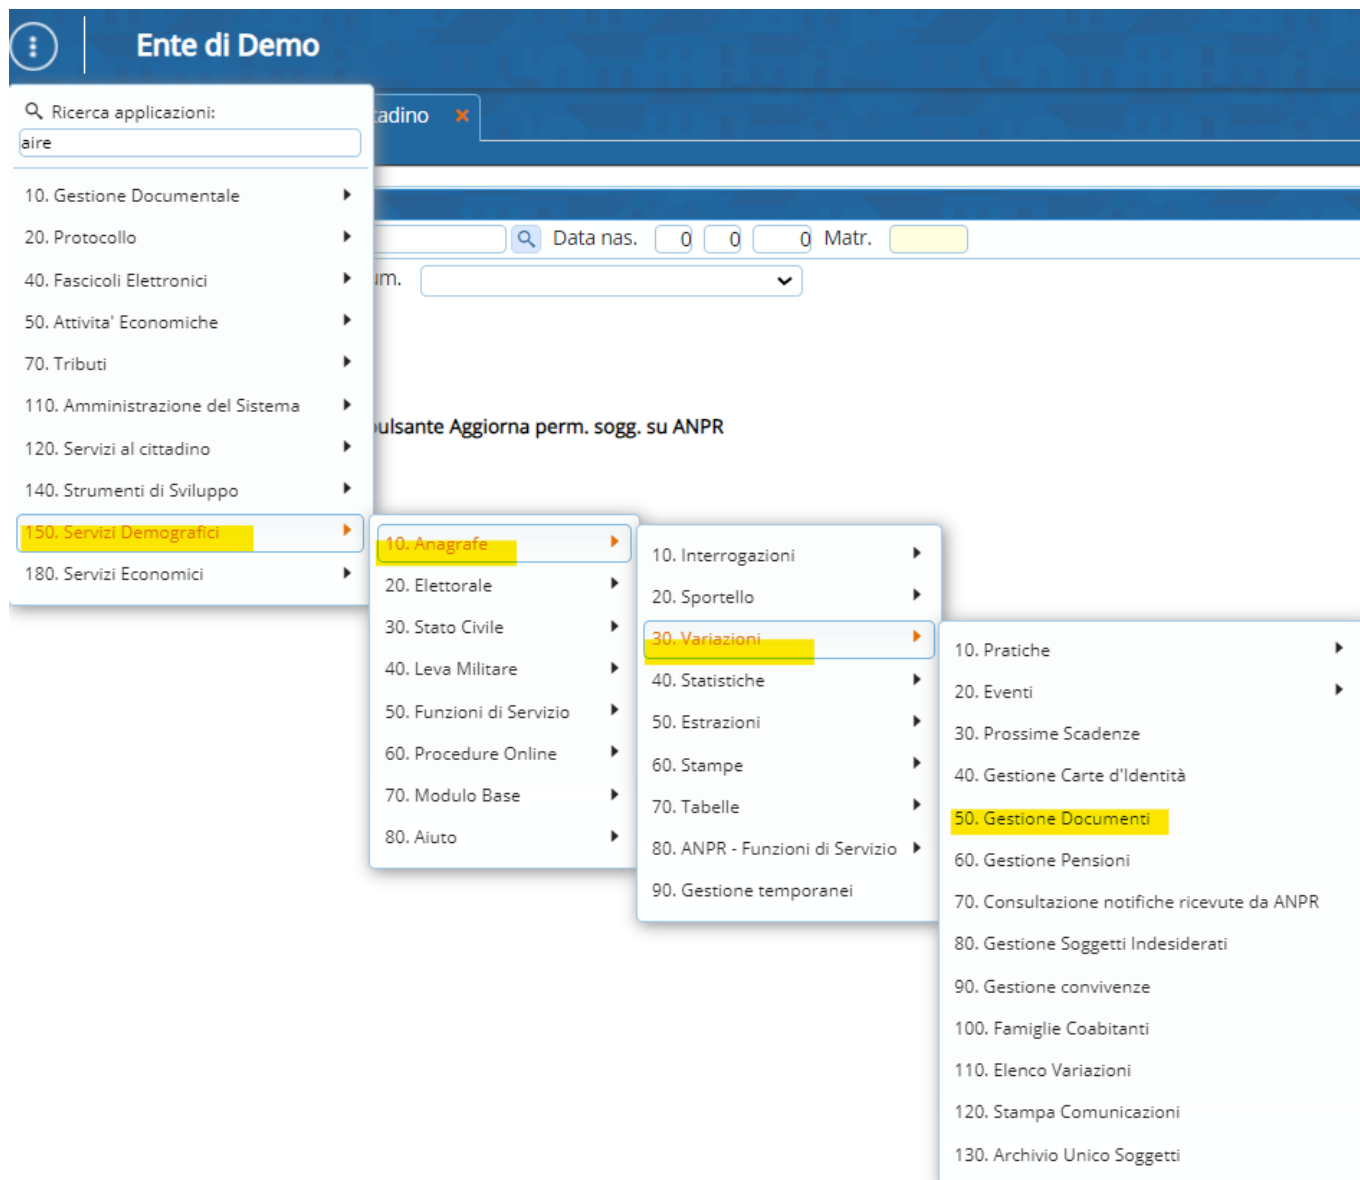 Ente di Demo
Ricerca applicazioni:
aire
10. Gestione Documentale
20. Protocollo
40. Fascicoli Elettronici
50. Attivita' Economiche
70. Tributi
110. Amministrazione del Sistema
120. Servizi al cittadino
140. Strumenti di Sviluppo
150. Servizi Demografici
180. Servizi Economici
tadino
Data nas. 0 0 0 Matr.
um.
ulsante Aggiorna perm. sogg. su ANPR
10. Anagrafe
20. Elettorale
30. Stato Civile
40. Leva Militare
50. Funzioni di Servizio
60. Procedure Online
70. Modulo Base
80. Aiuto
10. Interrogazioni
20. Sportello
30. Variazioni
40. Statistiche
50. Estrazioni
60. Stampe
70. Tabelle
80. ANPR - Funzioni di Servizio
90. Gestione temporanei
10. Pratiche
20. Eventi
30. Prossime Scadenze
40. Gestione Carte d'Identità
50. Gestione Documenti
60. Gestione Pensioni
70. Consultazione notifiche ricevute da ANPR
80. Gestione Soggetti Indesiderati
90. Gestione convivenze
100. Famiglie Coabitanti
110. Elenco Variazioni
120. Stampa Comunicazioni
130. Archivio Unico Soggetti